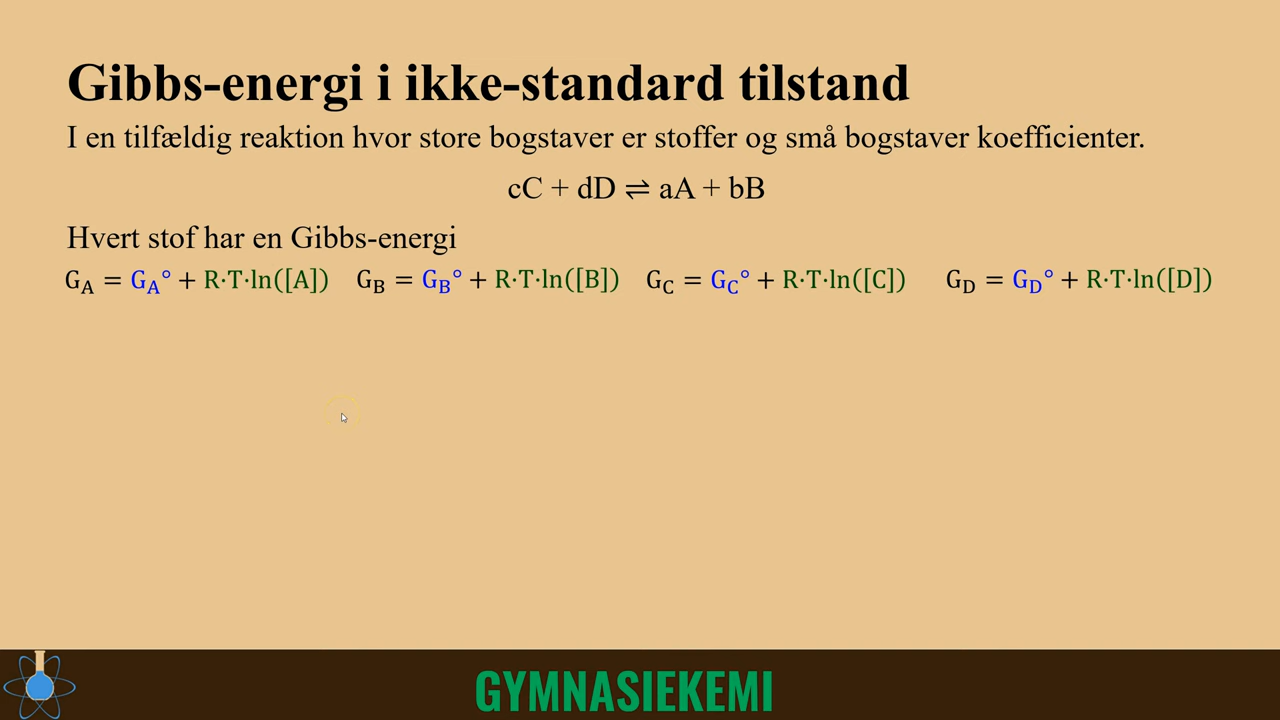 Gibbs-energi i ikke-standard tilstand
I en tilfældig reaktion hvor store bogstaver er stoffer og små bogstaver koefficienter.
cC + dD ⇌ aA + bB
Hvert stof har en Gibbs-energi
G_A = G_A° + R·T·ln([A]) G_B = G_B° + R·T·ln([B]) G_C = G_C° + R·T·ln([C]) G_D = G_D° + R·T·ln([D])
GYMNASIEKEMI